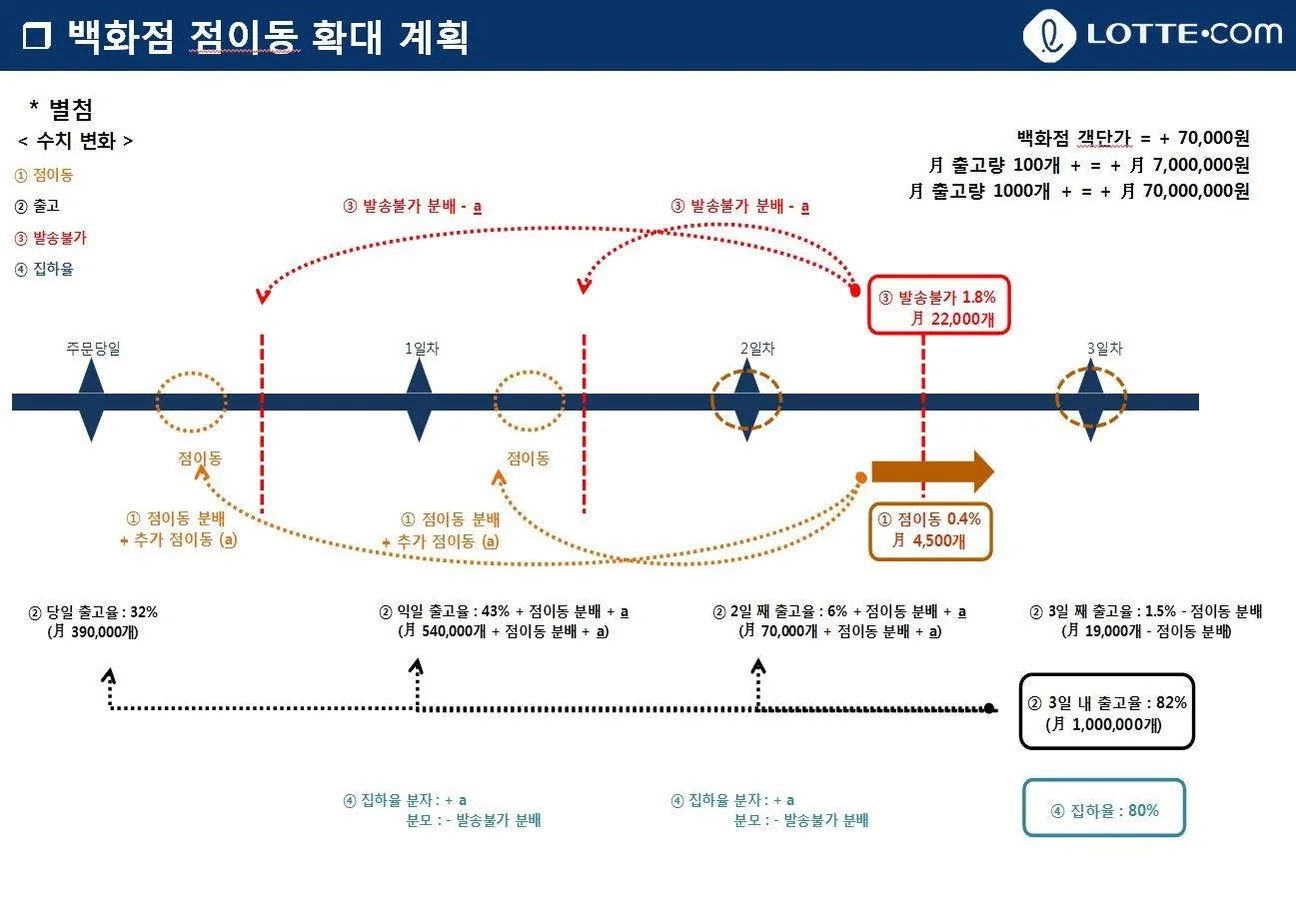 ❒ 백화점 점이동 확대 계획
LOTTE•COM
* 별첨
< 수치 변화 >
① 점이동
② 출고
③ 발송불가
④ 집하율
백화점 객단가 = + 70,000원
月 출고량 100개 + = + 月 7,000,000원
月 출고량 1000개 + = + 月 70,000,000원
③ 발송불가 분배 - a
③ 발송불가 분배 - a
③ 발송불가 1.8%
月 22,000개
주문당일
1일차
2일차
3일차
점이동
점이동
① 점이동 분배
+ 추가 점이동 (a)
① 점이동 분배
+ 추가 점이동 (a)
① 점이동 0.4%
月 4,500개
② 당일 출고율 : 32%
(月 390,000개)
② 익일 출고율 : 43% + 점이동 분배 + a
(月 540,000개 + 점이동 분배 + a)
② 2일 째 출고율 : 6% + 점이동 분배 + a
(月 70,000개 + 점이동 분배 + a)
② 3일 째 출고율 : 1.5% - 점이동 분배
(月 19,000개 - 점이동 분배)
② 3일 내 출고율 : 82%
(月 1,000,000개)
④ 집하율 분자 : + a
분모 : - 발송불가 분배
④ 집하율 분자 : + a
분모 : - 발송불가 분배
④ 집하율 : 80%